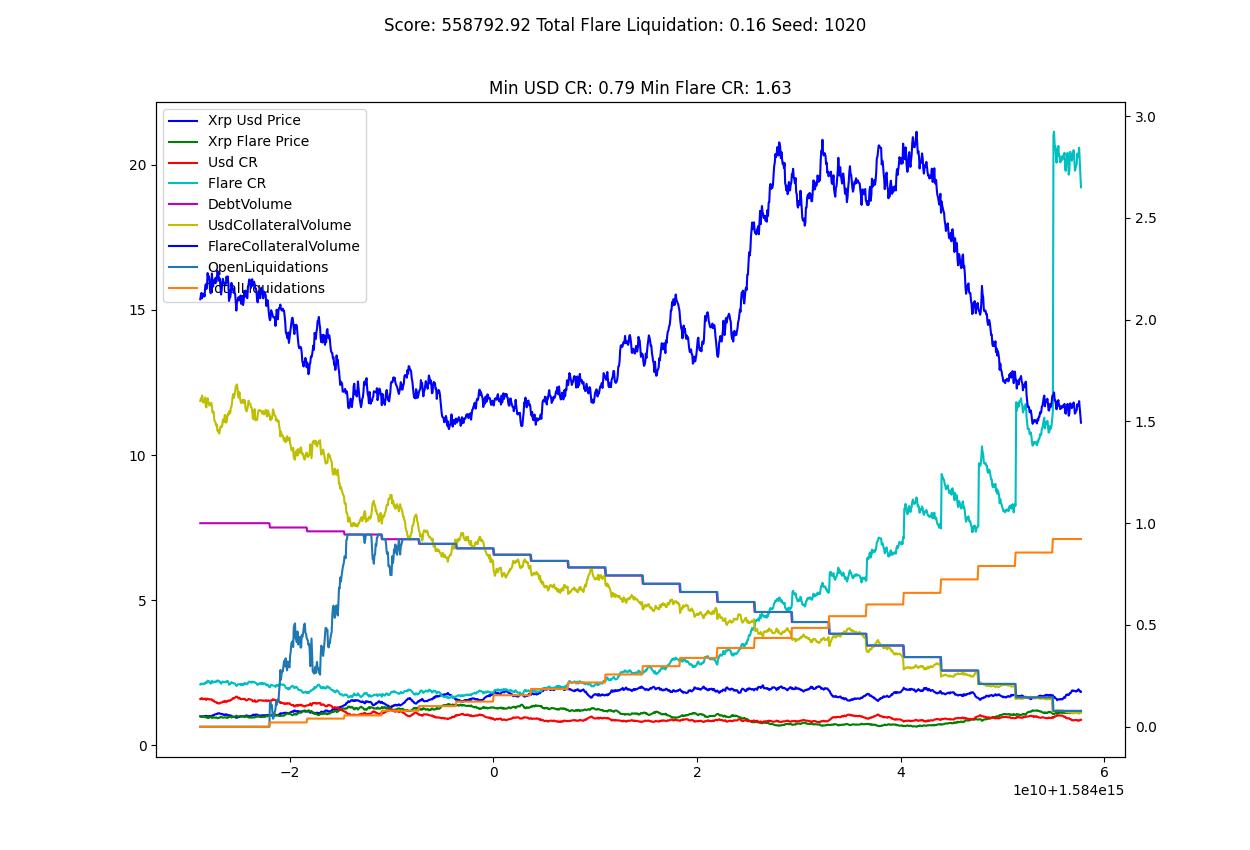 Score: 558792.92 Total Flare Liquidation: 0.16 Seed: 1020
Min USD CR: 0.79 Min Flare CR: 1.63
Xrp Usd Price
Xrp Flare Price
Usd CR
Flare CR
DebtVolume
UsdCollateralVolume
FlareCollateralVolume
OpenLiquidations
TotalLiquidations
20
15
10
5
0
3.0
2.5
2.0
1.5
1.0
0.5
0.0
−2
0
2
4
6
1e10+1.584e15